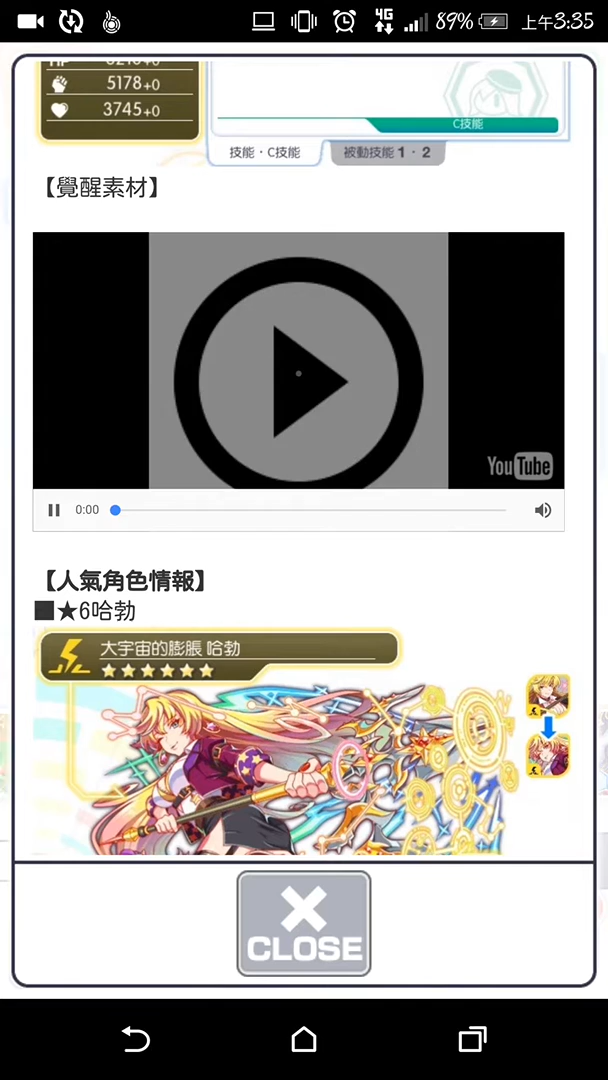 4G
89%
上午3:35
5178+0
3745+0
C技能
技能・C技能
被動技能 1・2
【覺醒素材】
YouTube
0:00
【人氣角色情報】
■★6哈勃
大宇宙的膨脹 哈勃
★★★★★★
CLOSE